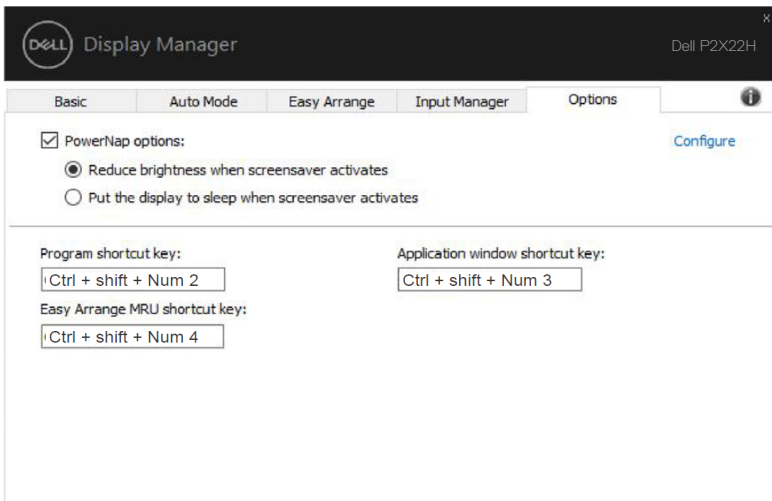 X
DELL Display Manager
Dell P2X22H
Basic Auto Mode Easy Arrange Input Manager Options
PowerNap options:
Configure
Reduce brightness when screensaver activates
Put the display to sleep when screensaver activates
Program shortcut key:
Application window shortcut key:
Ctrl + shift + Num 2
Ctrl + shift + Num 3
Easy Arrange MRU shortcut key:
Ctrl + shift + Num 4